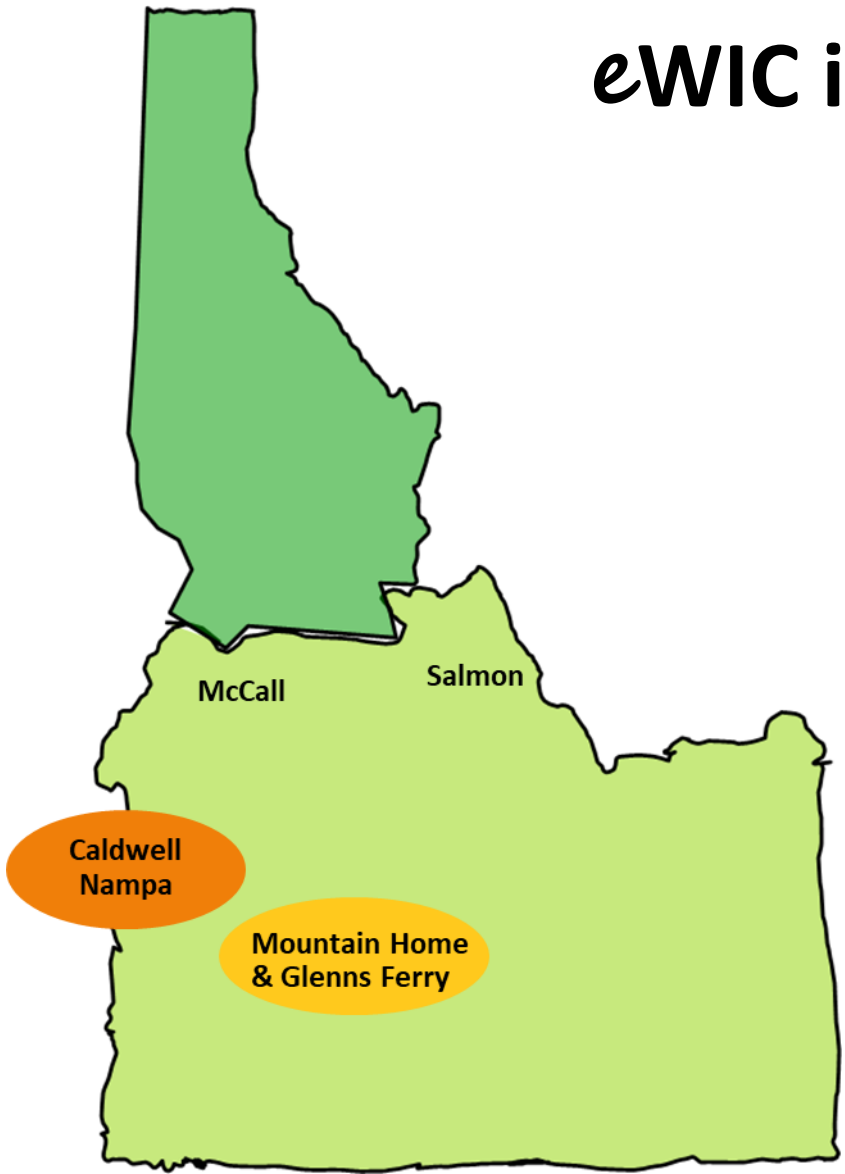 eWIC i
Salmon
McCall
Caldwell
Nampa
Mountain Home
& Glenns Ferry